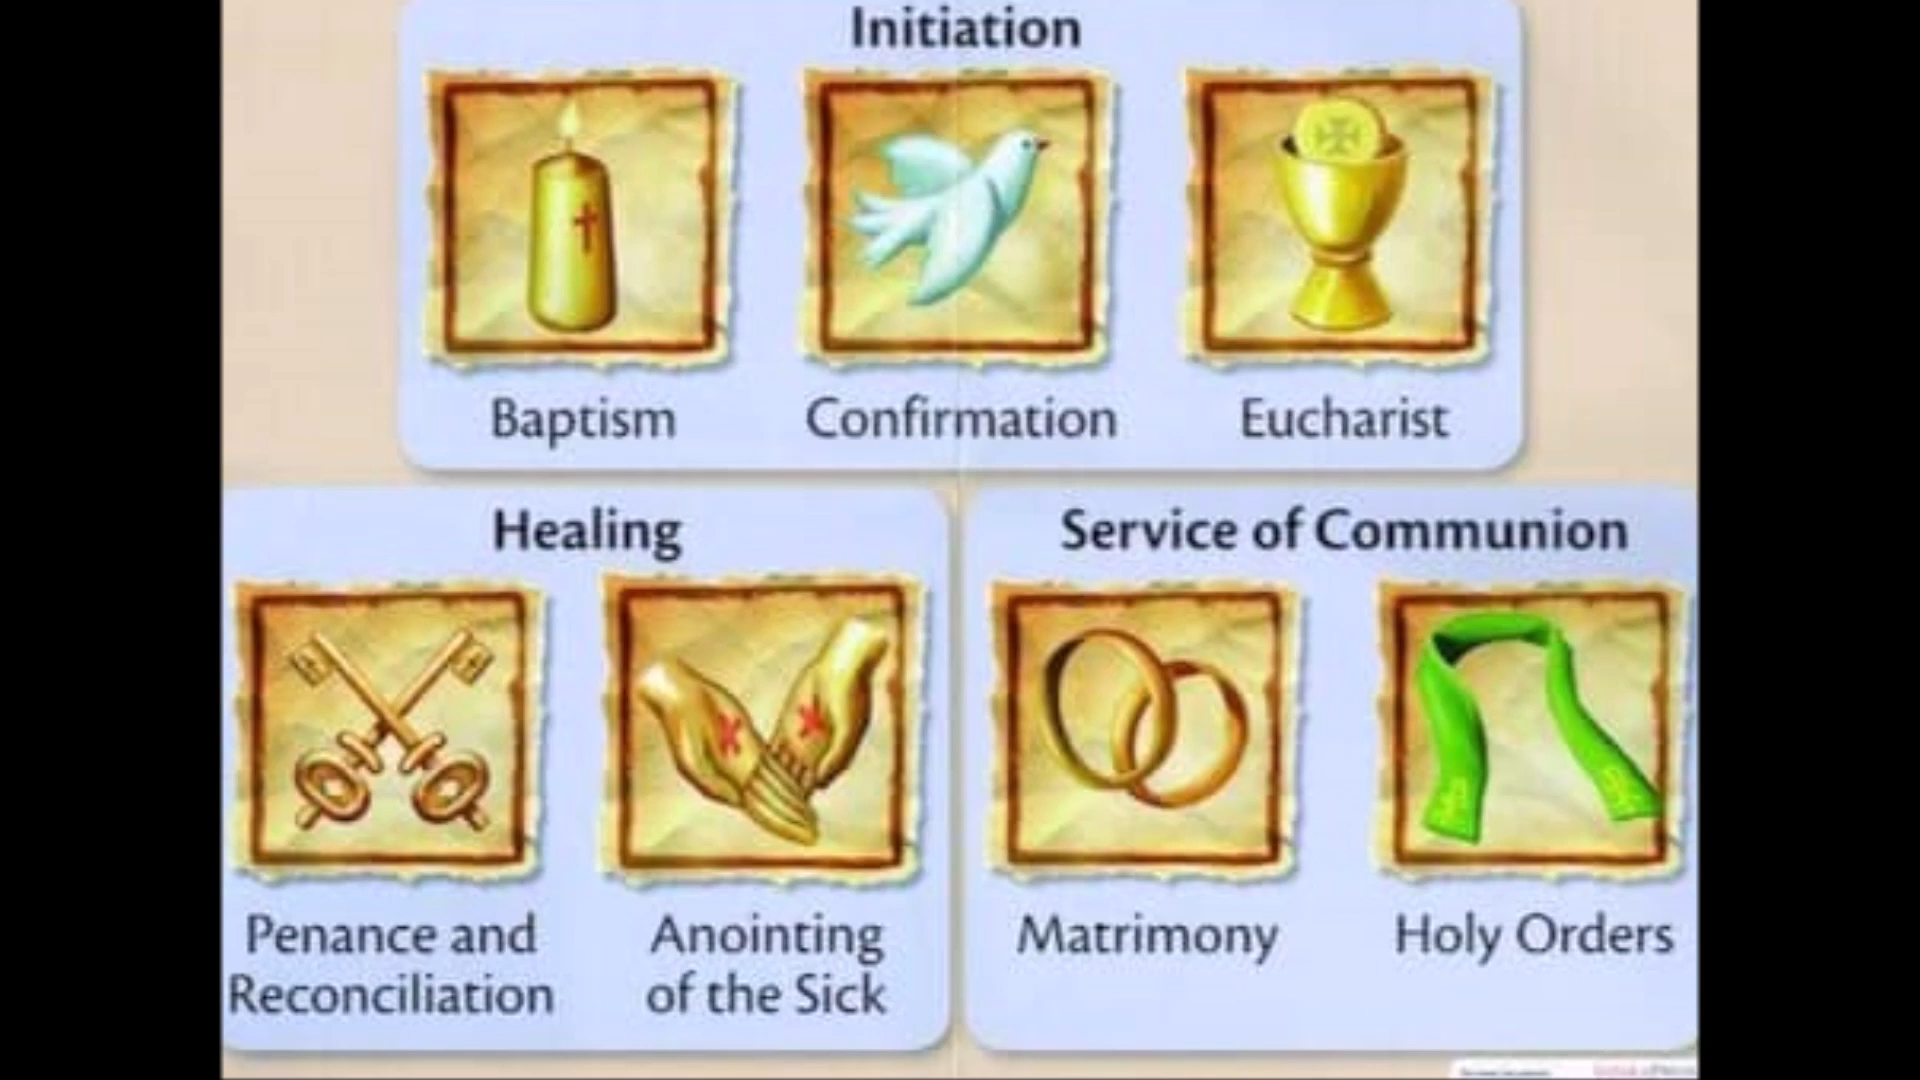 Initiation
Baptism
Confirmation
Eucharist
Healing
Penance and
Reconciliation
Anointing
of the Sick
Service of Communion
Matrimony
Holy Orders